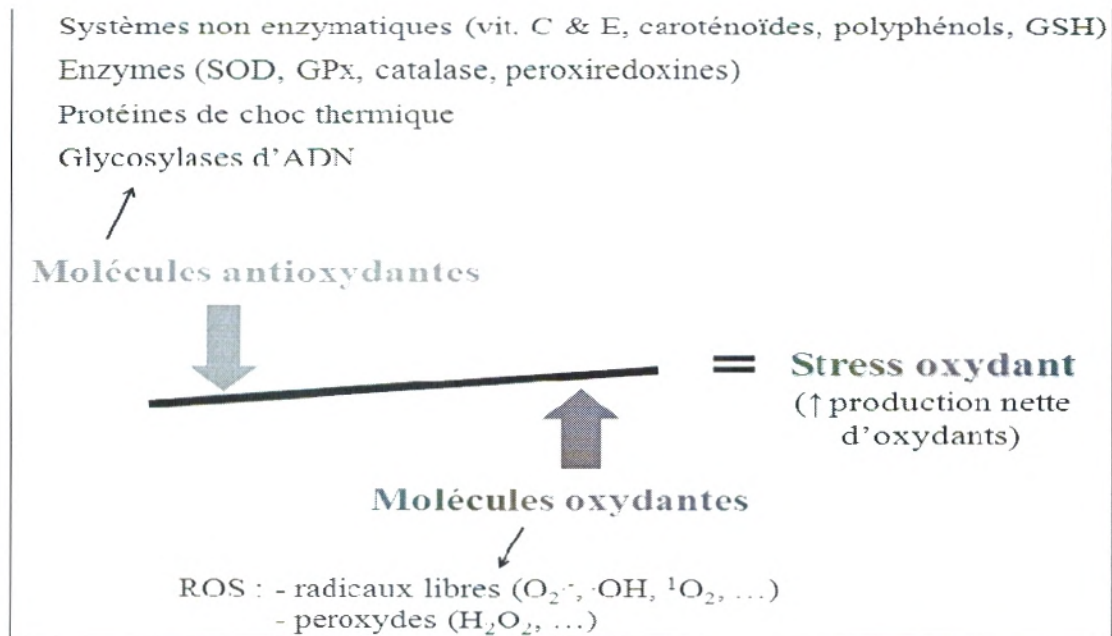 Systèmes non enzymatiques (vit. C & E, caroténoïdes, polyphénols, GSH)
Enzymes (SOD, GPx, catalase, peroxiredoxines)
Protéines de choc thermique
Glycosylases d’ADN
Molécules antioxydantes
= Stress oxydant
(↑ production nette
d’oxydants)
Molécules oxydantes
ROS : - radicaux libres (O₂·⁻, ·OH, ¹O₂, …)
- peroxydes (H₂O₂, …)